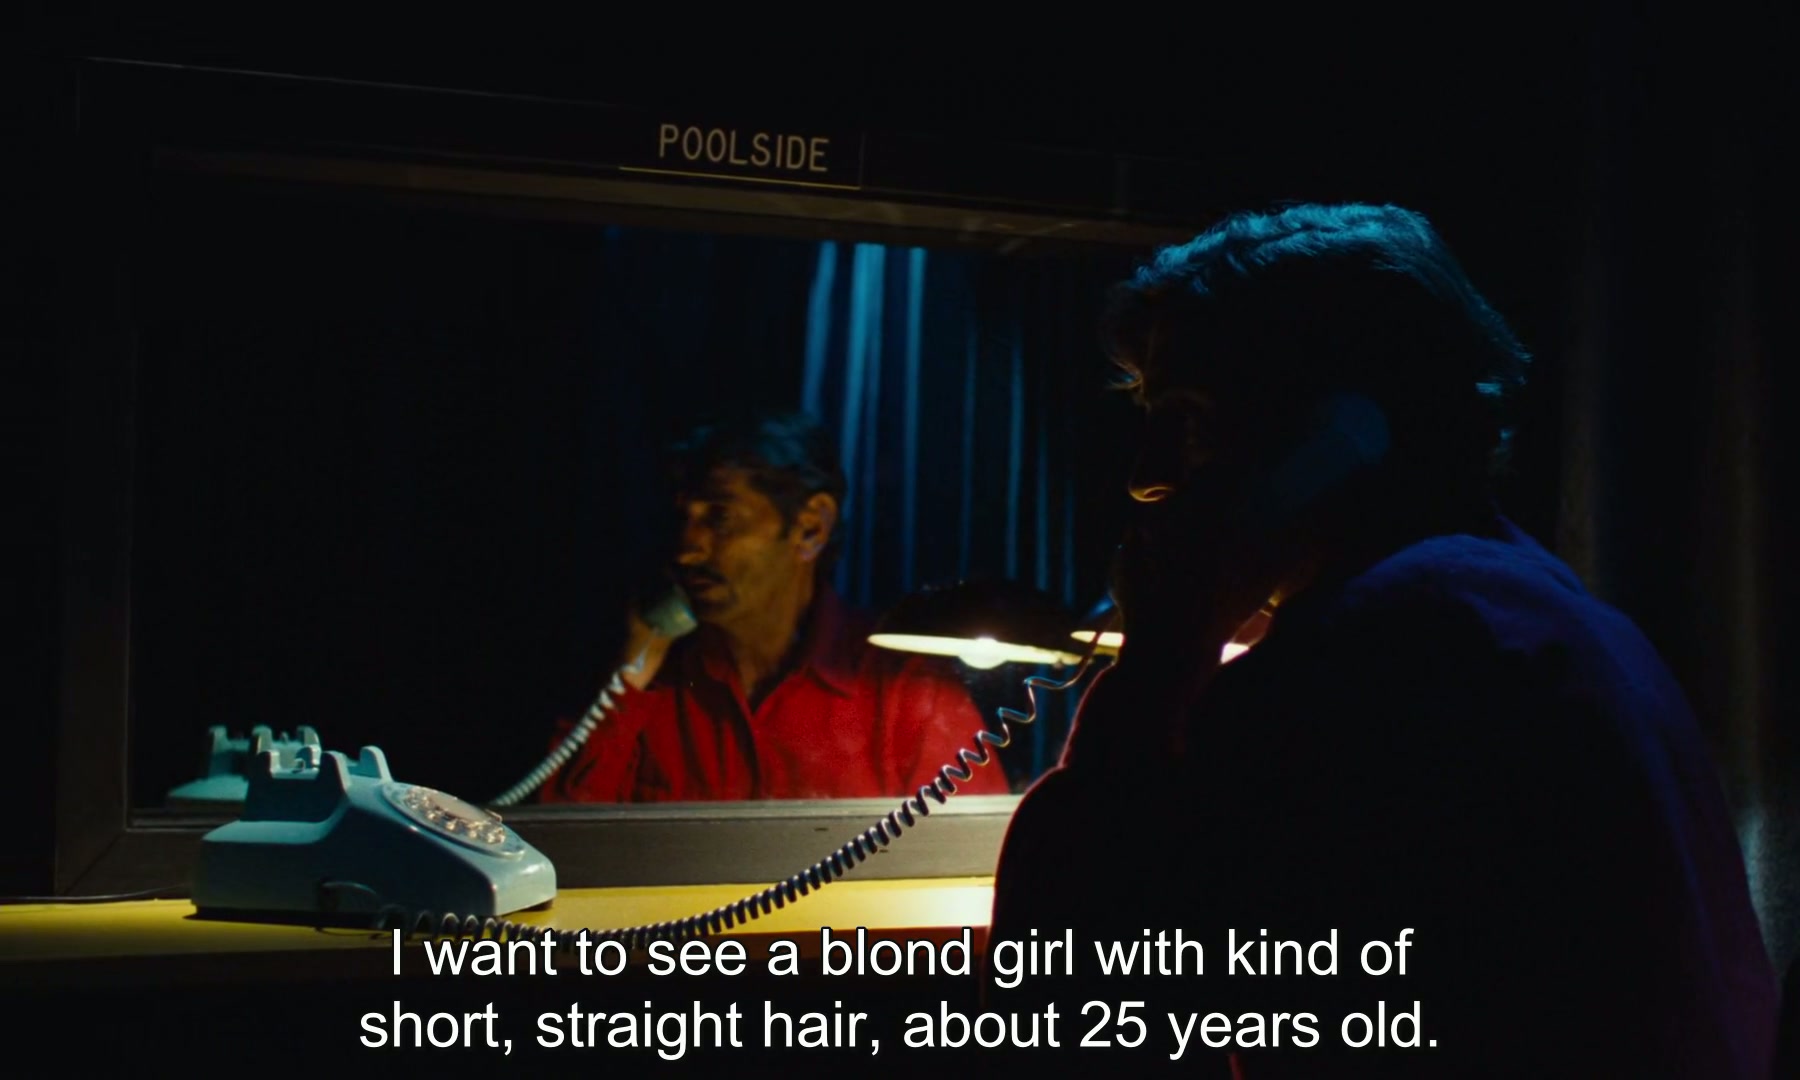 POOLSIDE
I want to see a blond girl with kind of
short, straight hair, about 25 years old.